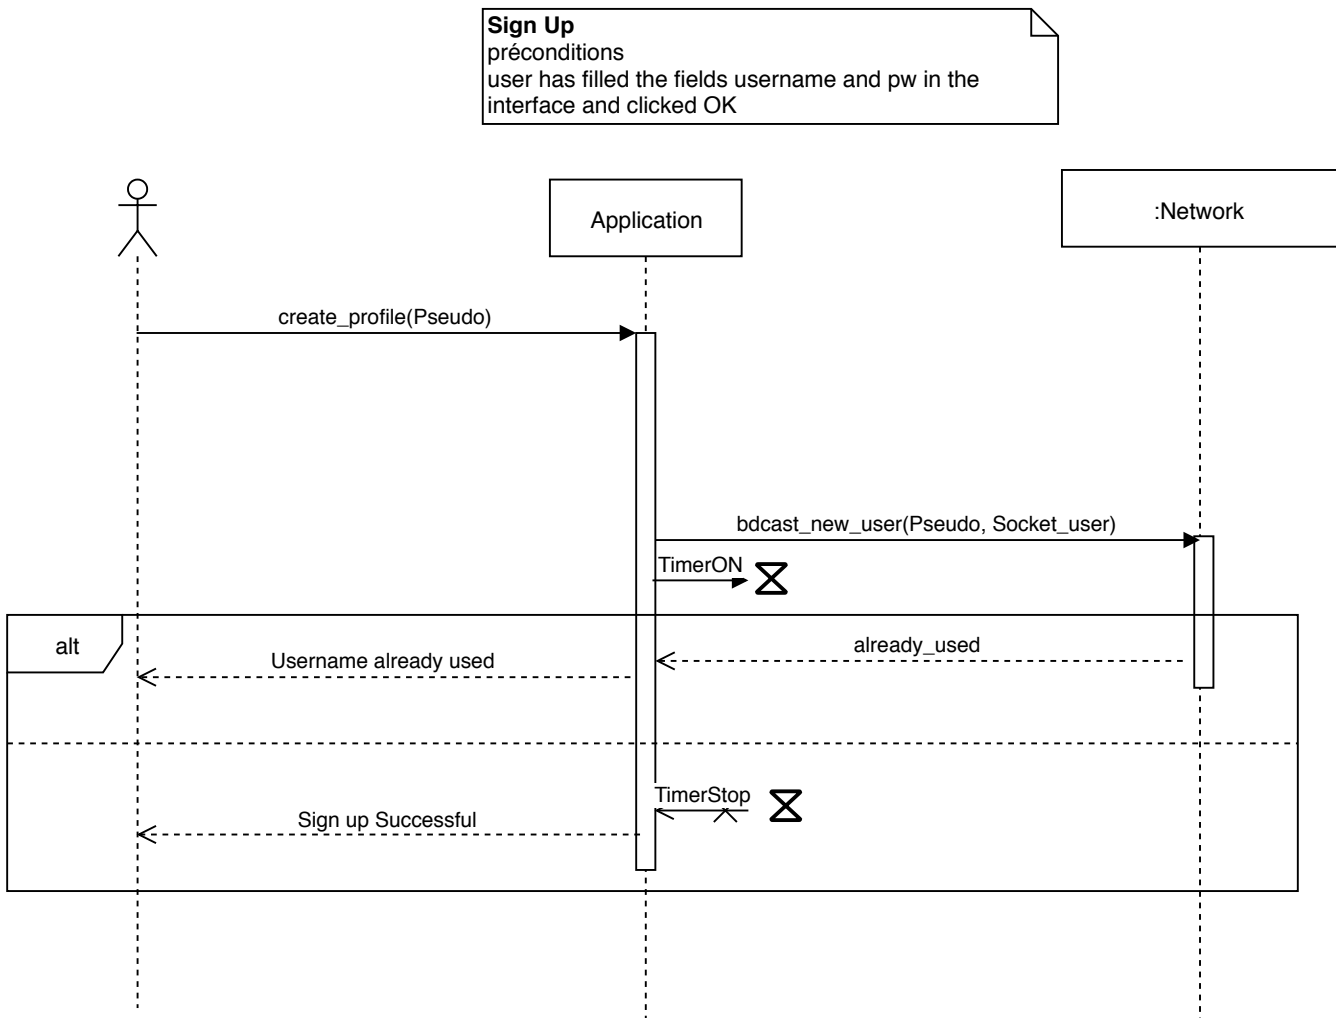 Sign Up
préconditions
user has filled the fields username and pw in the
interface and clicked OK
Application
:Network
create_profile(Pseudo)
bdcast_new_user(Pseudo, Socket_user)
TimerON
alt
already_used
Username already used
TimerStop
Sign up Successful